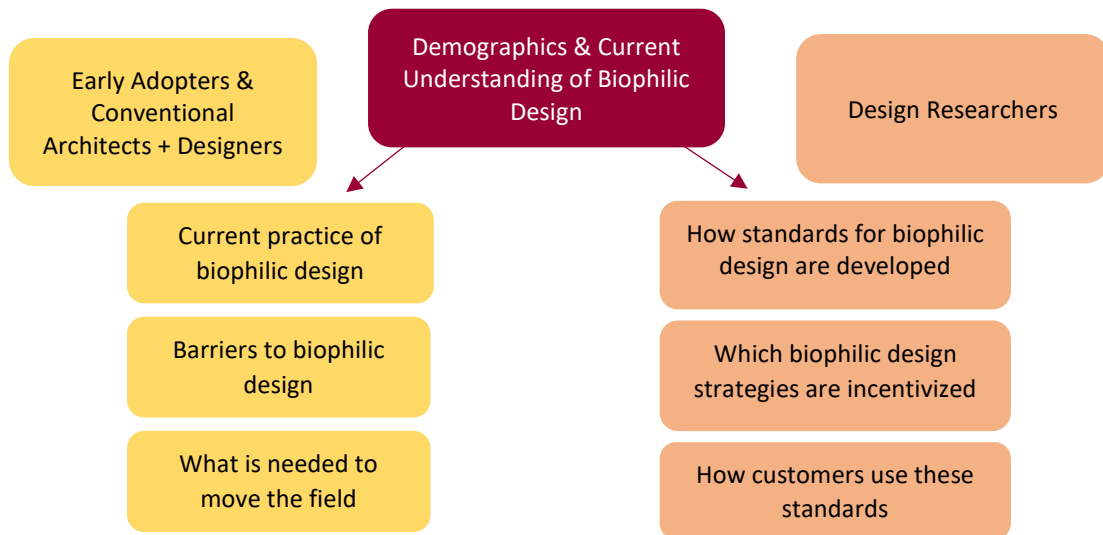 Early Adopters &
Conventional
Architects + Designers
Demographics & Current
Understanding of Biophilic
Design
Design Researchers
Current practice of
biophilic design
Barriers to biophilic
design
What is needed to
move the field
How standards for biophilic
design are developed
Which biophilic design
strategies are incentivized
How customers use these
standards